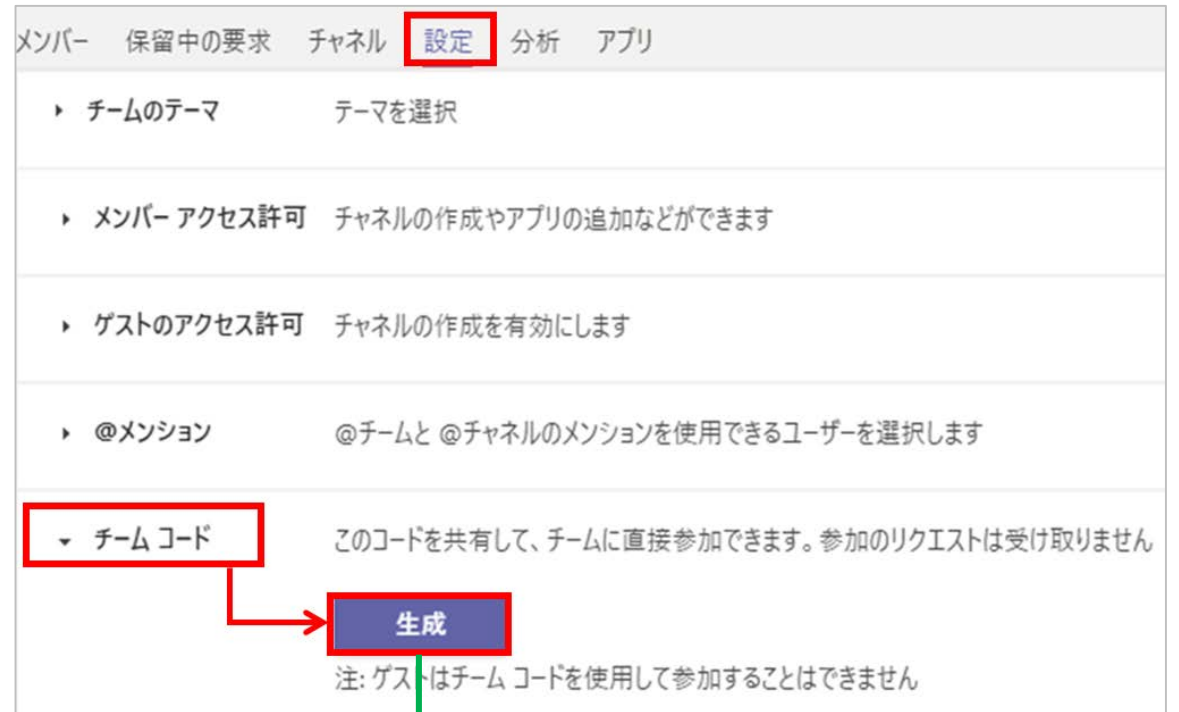 メンバー 保留中の要求 チャネル 設定 分析 アプリ
チームのテーマ テーマを選択
メンバー アクセス許可 チャネルの作成やアプリの追加などができます
ゲストのアクセス許可 チャネルの作成を有効にします
@メンション @チームと @チャネルのメンションを使用できるユーザーを選択します
チーム コード このコードを共有して、チームに直接参加できます。参加のリクエストは受け取りません
生成
注: ゲストはチーム コードを使用して参加することはできません